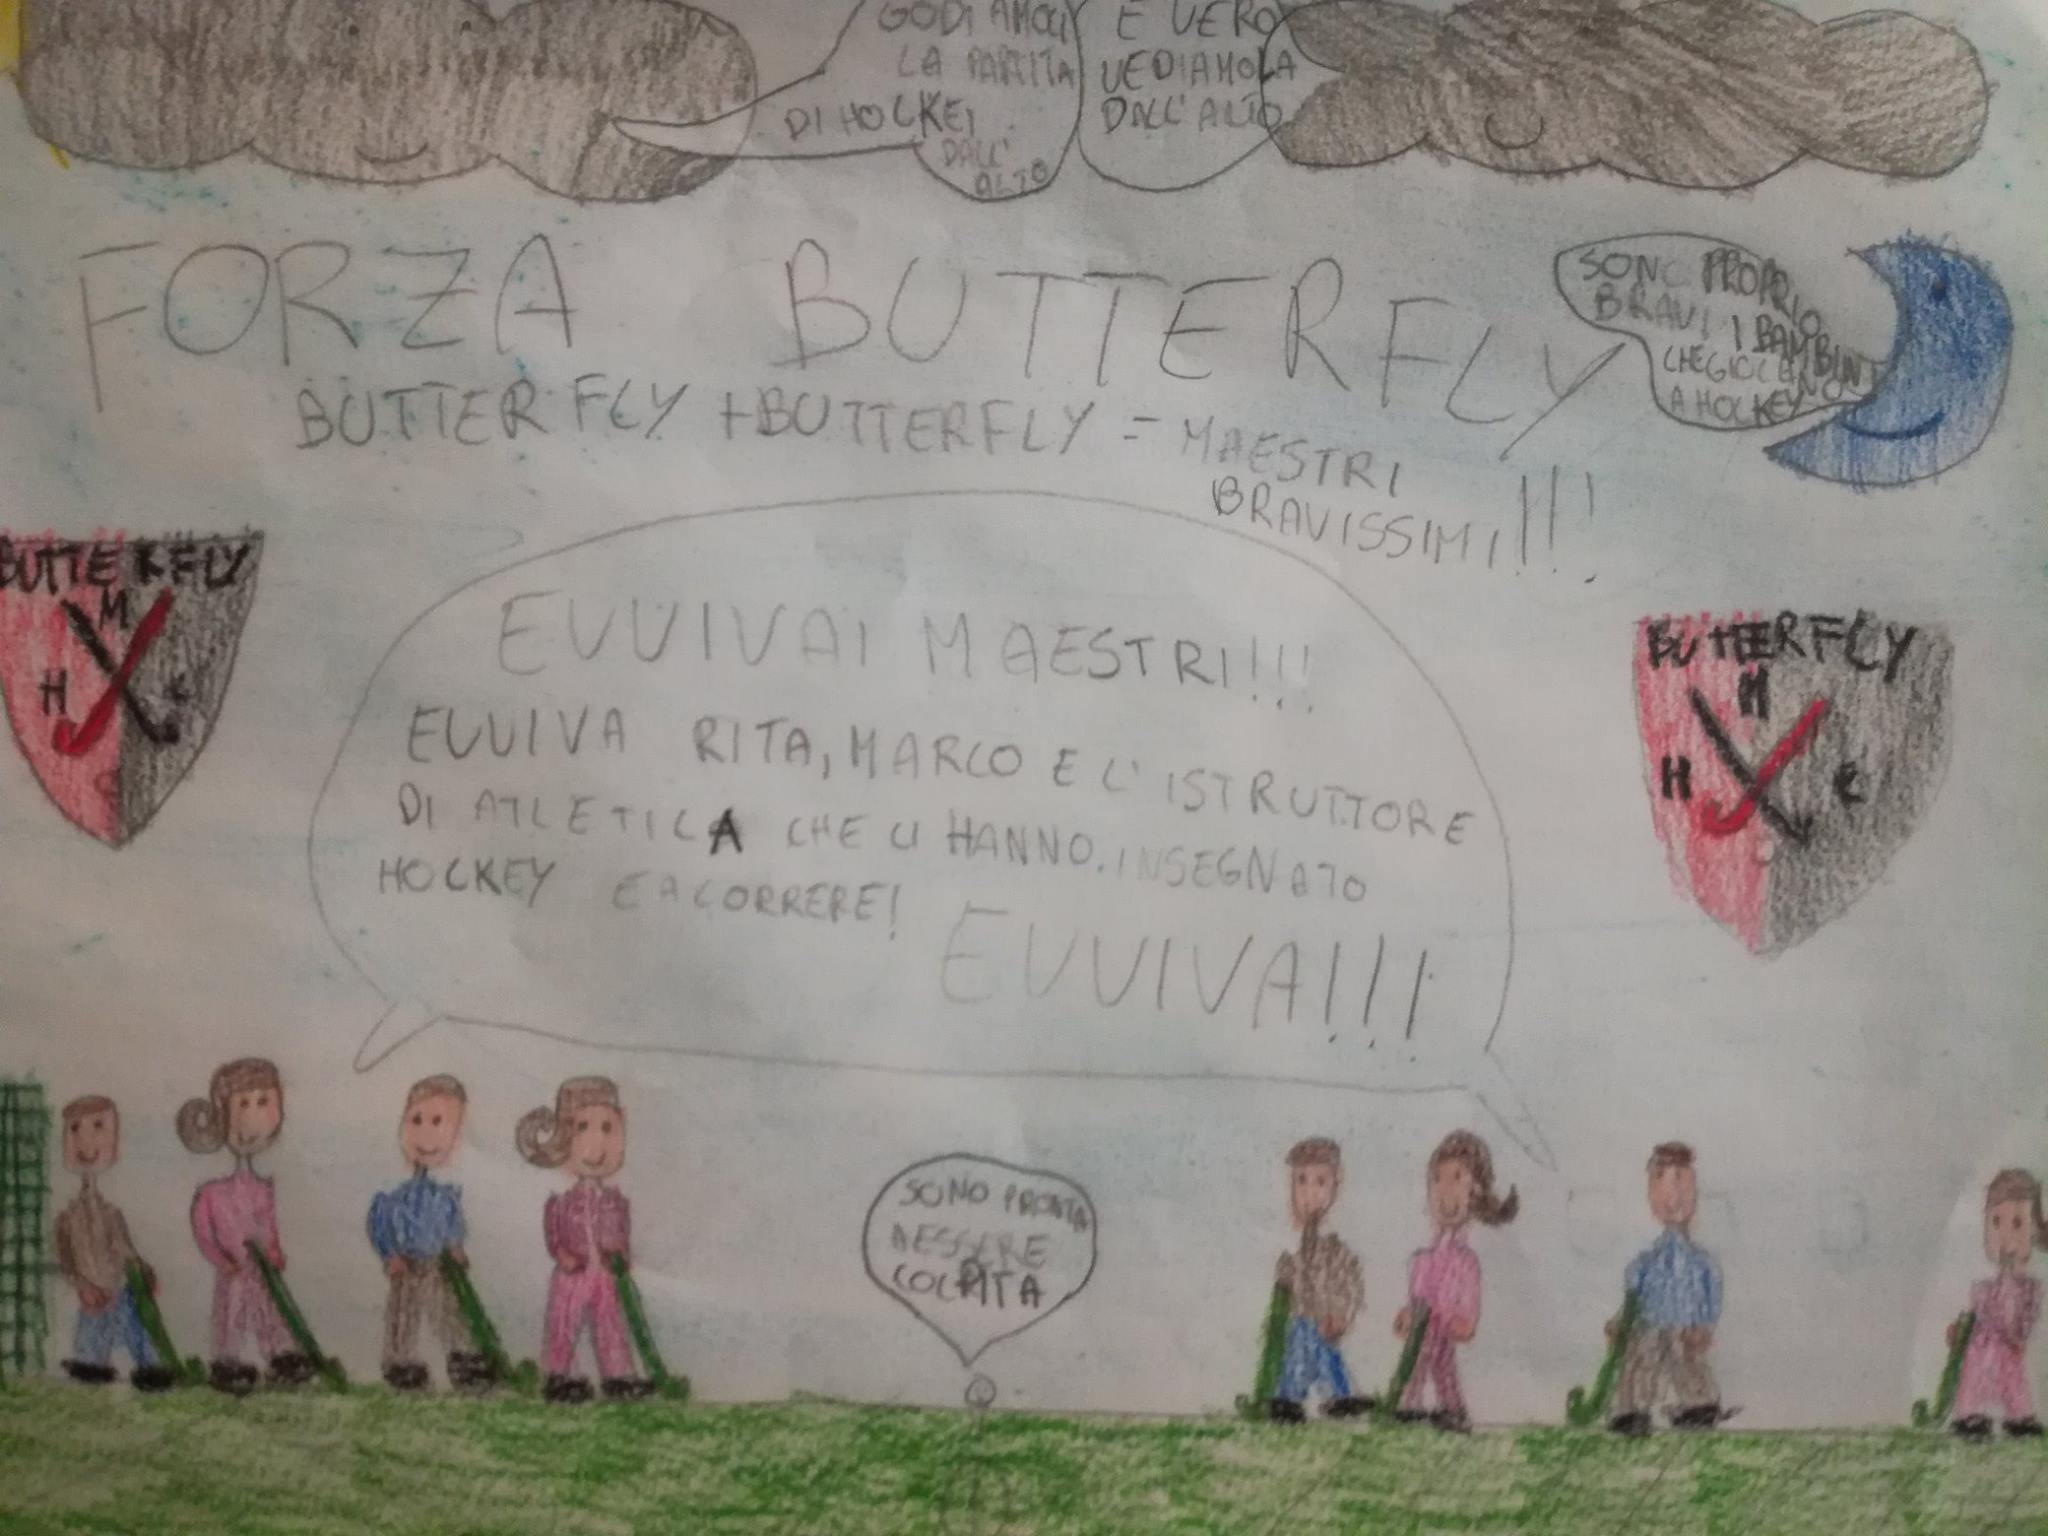 GODIAMOCI
LA PARTITA
DI HOCKEY
DALL'
ALTO
E VERO
VEDIAMOLA
DALL'ALTO
FORZA BUTTERFLY
SONO PROPRIO
BRAVI I BAMBINI
CHE GIOCANO
A HOCKEY
BUTTERFLY + BUTTERFLY = MAESTRI
BRAVISSIMI!!!
BUTTERFLY
M
H
C
BUTTERFLY
M
H
C
EVVIVA I MAESTRI!!!
EVVIVA RITA, MARCO E L'ISTRUTTORE
DI ATLETICA CHE CI HANNO INSEGNATO
HOCKEY E A CORRERE!
EVVIVA!!!
SONO PRONTA
A ESSERE
COLPITA